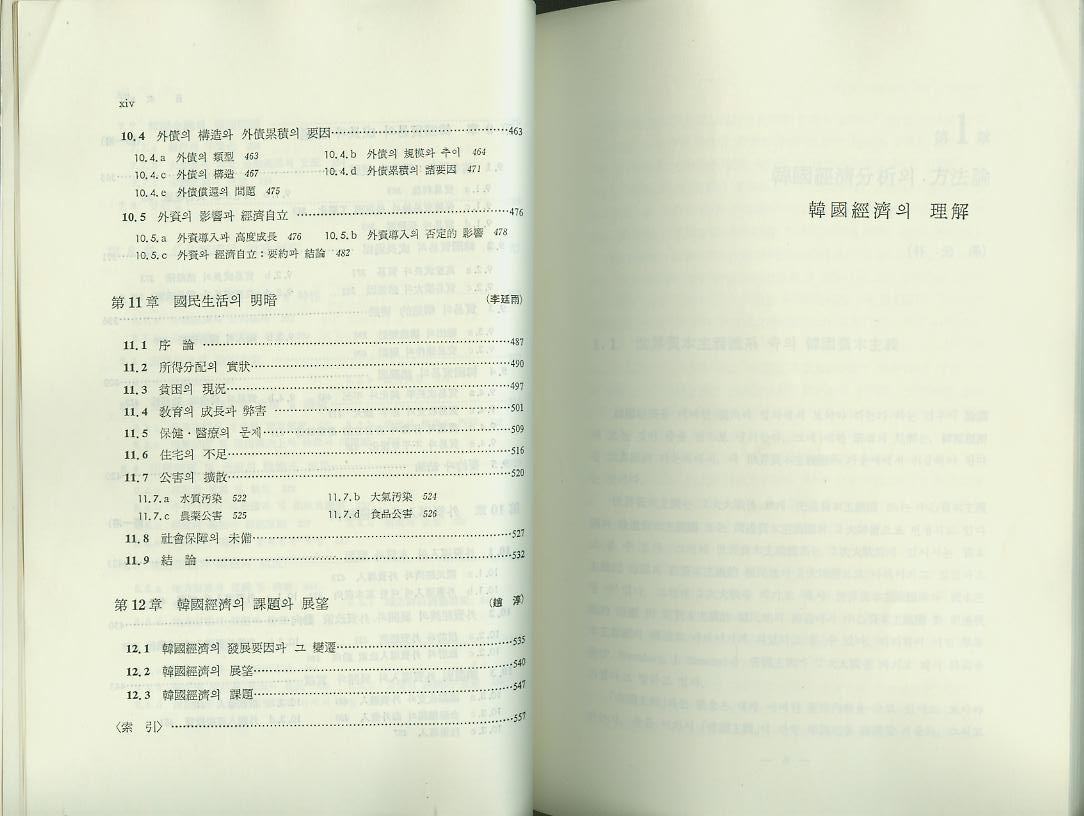 xiv
10.4 外債의 構造와 外債累積의 要因……463
10.4.a 外債의 類型 463 10.4.b 外債의 規模와 추이 464
10.4.c 外債의 構造 467 10.4.d 外債累積의 諸要因 471
10.4.e 外債償還의 問題 475
10.5 外資의 影響과 經濟自立……476
10.5.a 外資導入과 高度成長 476 10.5.b 外資導入의 否定的 影響 478
10.5.c 外資와 經濟自立:要約과 結論 482
第11章 國民生活의 明暗 (李廷雨)
11.1 序 論……487
11.2 所得分配의 實狀……490
11.3 貧困의 現況……497
11.4 敎育의 成長과 弊害……501
11.5 保健·醫療의 문제……509
11.6 住宅의 不足……516
11.7 公害의 擴散……520
11.7.a 水質汚染 522 11.7.b 大氣汚染 524
11.7.c 農業公害 525 11.7.d 食品公害 526
11.8 社會保障의 未備……527
11.9 結 論……532
第12章 韓國經濟의 課題와 展望 (趙 淳)
12.1 韓國經濟의 發展要因과 그 變遷……535
12.2 韓國經濟의 展望……540
12.3 韓國經濟의 課題……547
〈索 引〉……557
韓國經濟의 理解